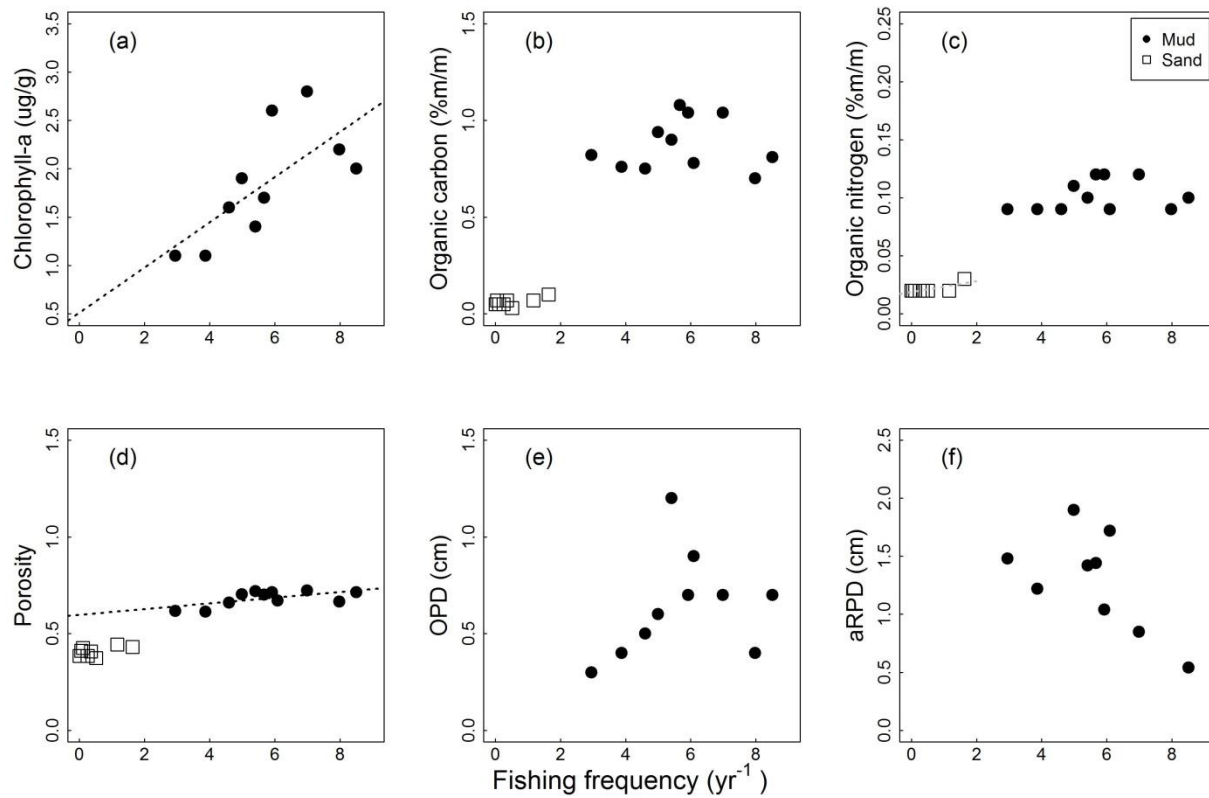 (a)
Chlorophyll-a (ug/g)
0.5 1.0 1.5 2.0 2.5 3.0 3.5
0 2 4 6 8
(b)
Organic carbon (%m/m)
0.0 0.5 1.0 1.5
0 2 4 6 8
(c)
Organic nitrogen (%m/m)
0.00 0.05 0.10 0.15 0.20 0.25
0 2 4 6 8
Mud
Sand
(d)
Porosity
0.0 0.5 1.0 1.5
0 2 4 6 8
(e)
OPD (cm)
0.0 0.5 1.0 1.5
0 2 4 6 8
(f)
aRPD (cm)
0.0 0.5 1.0 1.5 2.0 2.5
0 2 4 6 8
Fishing frequency (yr⁻¹ )